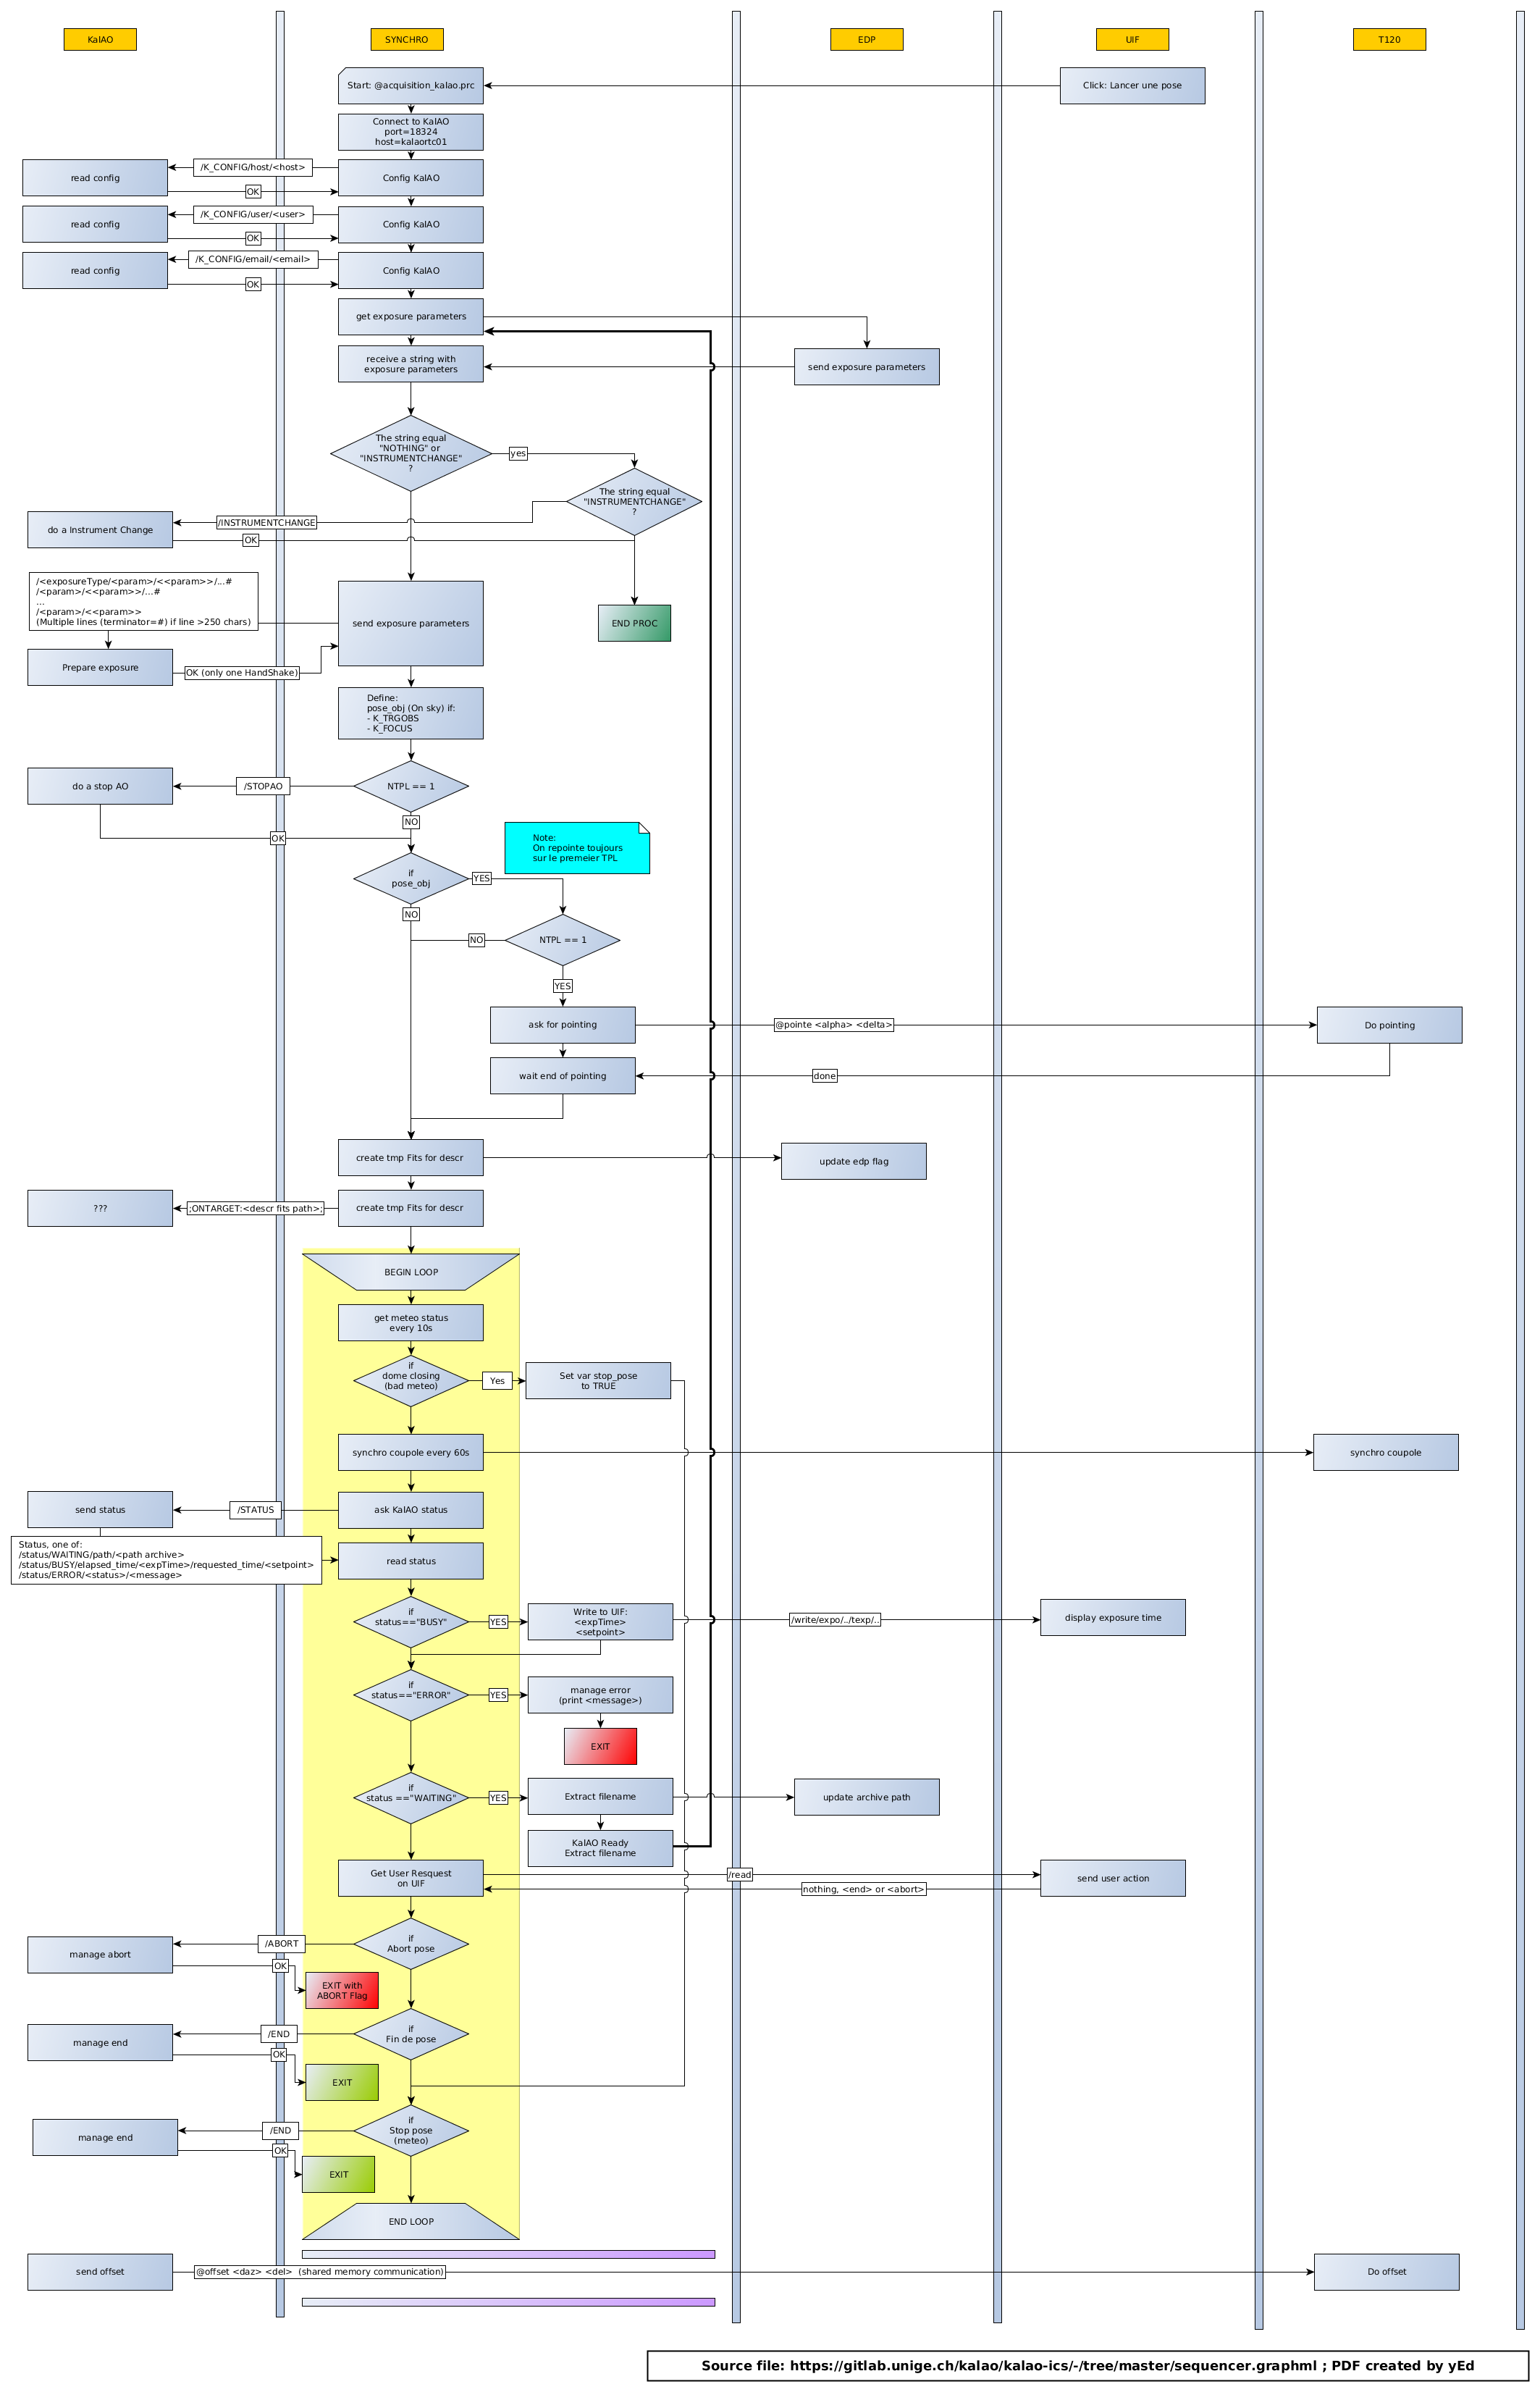 KalAO
SYNCHRO
EDP
UIF
T120
Start: @acquisition_kalao.prc
Click: Lancer une pose
Connect to KalAO
port=18324
host=kalaortc01
/K_CONFIG/host/<host>
read config
Config KalAO
OK
/K_CONFIG/user/<user>
read config
Config KalAO
OK
/K_CONFIG/email/<email>
read config
Config KalAO
OK
get exposure parameters
receive a string with
exposure parameters
send exposure parameters
The string equal
"NOTHING" or
"INSTRUMENTCHANGE"
?
yes
The string equal
"INSTRUMENTCHANGE"
?
/INSTRUMENTCHANGE
do a Instrument Change
OK
/<exposureType/<param>/<<param>>/...#
/<param>/<<param>>/...#
...
/<param>/<<param>>
(Multiple lines (terminator=#) if line >250 chars)
send exposure parameters
END PROC
Prepare exposure
OK (only one HandShake)
Define:
pose_obj (On sky) if:
- K_TRGOBS
- K_FOCUS
do a stop AO
/STOPAO
NTPL == 1
NO
OK
Note:
On repointe toujours
sur le premeier TPL
if
pose_obj
YES
NO
NTPL == 1
NO
YES
ask for pointing
@pointe <alpha> <delta>
Do pointing
wait end of pointing
done
create tmp Fits for descr
update edp flag
???
;ONTARGET:<descr fits path>;
create tmp Fits for descr
BEGIN LOOP
get meteo status
every 10s
if
dome closing
(bad meteo)
Yes
Set var stop_pose
to TRUE
synchro coupole every 60s
synchro coupole
send status
/STATUS
ask KalAO status
Status, one of:
/status/WAITING/path/<path archive>
/status/BUSY/elapsed_time/<expTime>/requested_time/<setpoint>
/status/ERROR/<status>/<message>
read status
if
status=="BUSY"
YES
Write to UIF:
<expTime>
<setpoint>
/write/expo/../texp/..
display exposure time
if
status=="ERROR"
YES
manage error
(print <message>)
EXIT
if
status =="WAITING"
YES
Extract filename
update archive path
KalAO Ready
Extract filename
Get User Resquest
on UIF
/read
nothing, <end> or <abort>
send user action
manage abort
/ABORT
if
Abort pose
OK
EXIT with
ABORT Flag
manage end
/END
if
Fin de pose
OK
EXIT
manage end
/END
if
Stop pose
(meteo)
OK
EXIT
END LOOP
send offset
@offset <daz> <del>  (shared memory communication)
Do offset
Source file: https://gitlab.unige.ch/kalao/kalao-ics/-/tree/master/sequencer.graphml ; PDF created by yEd